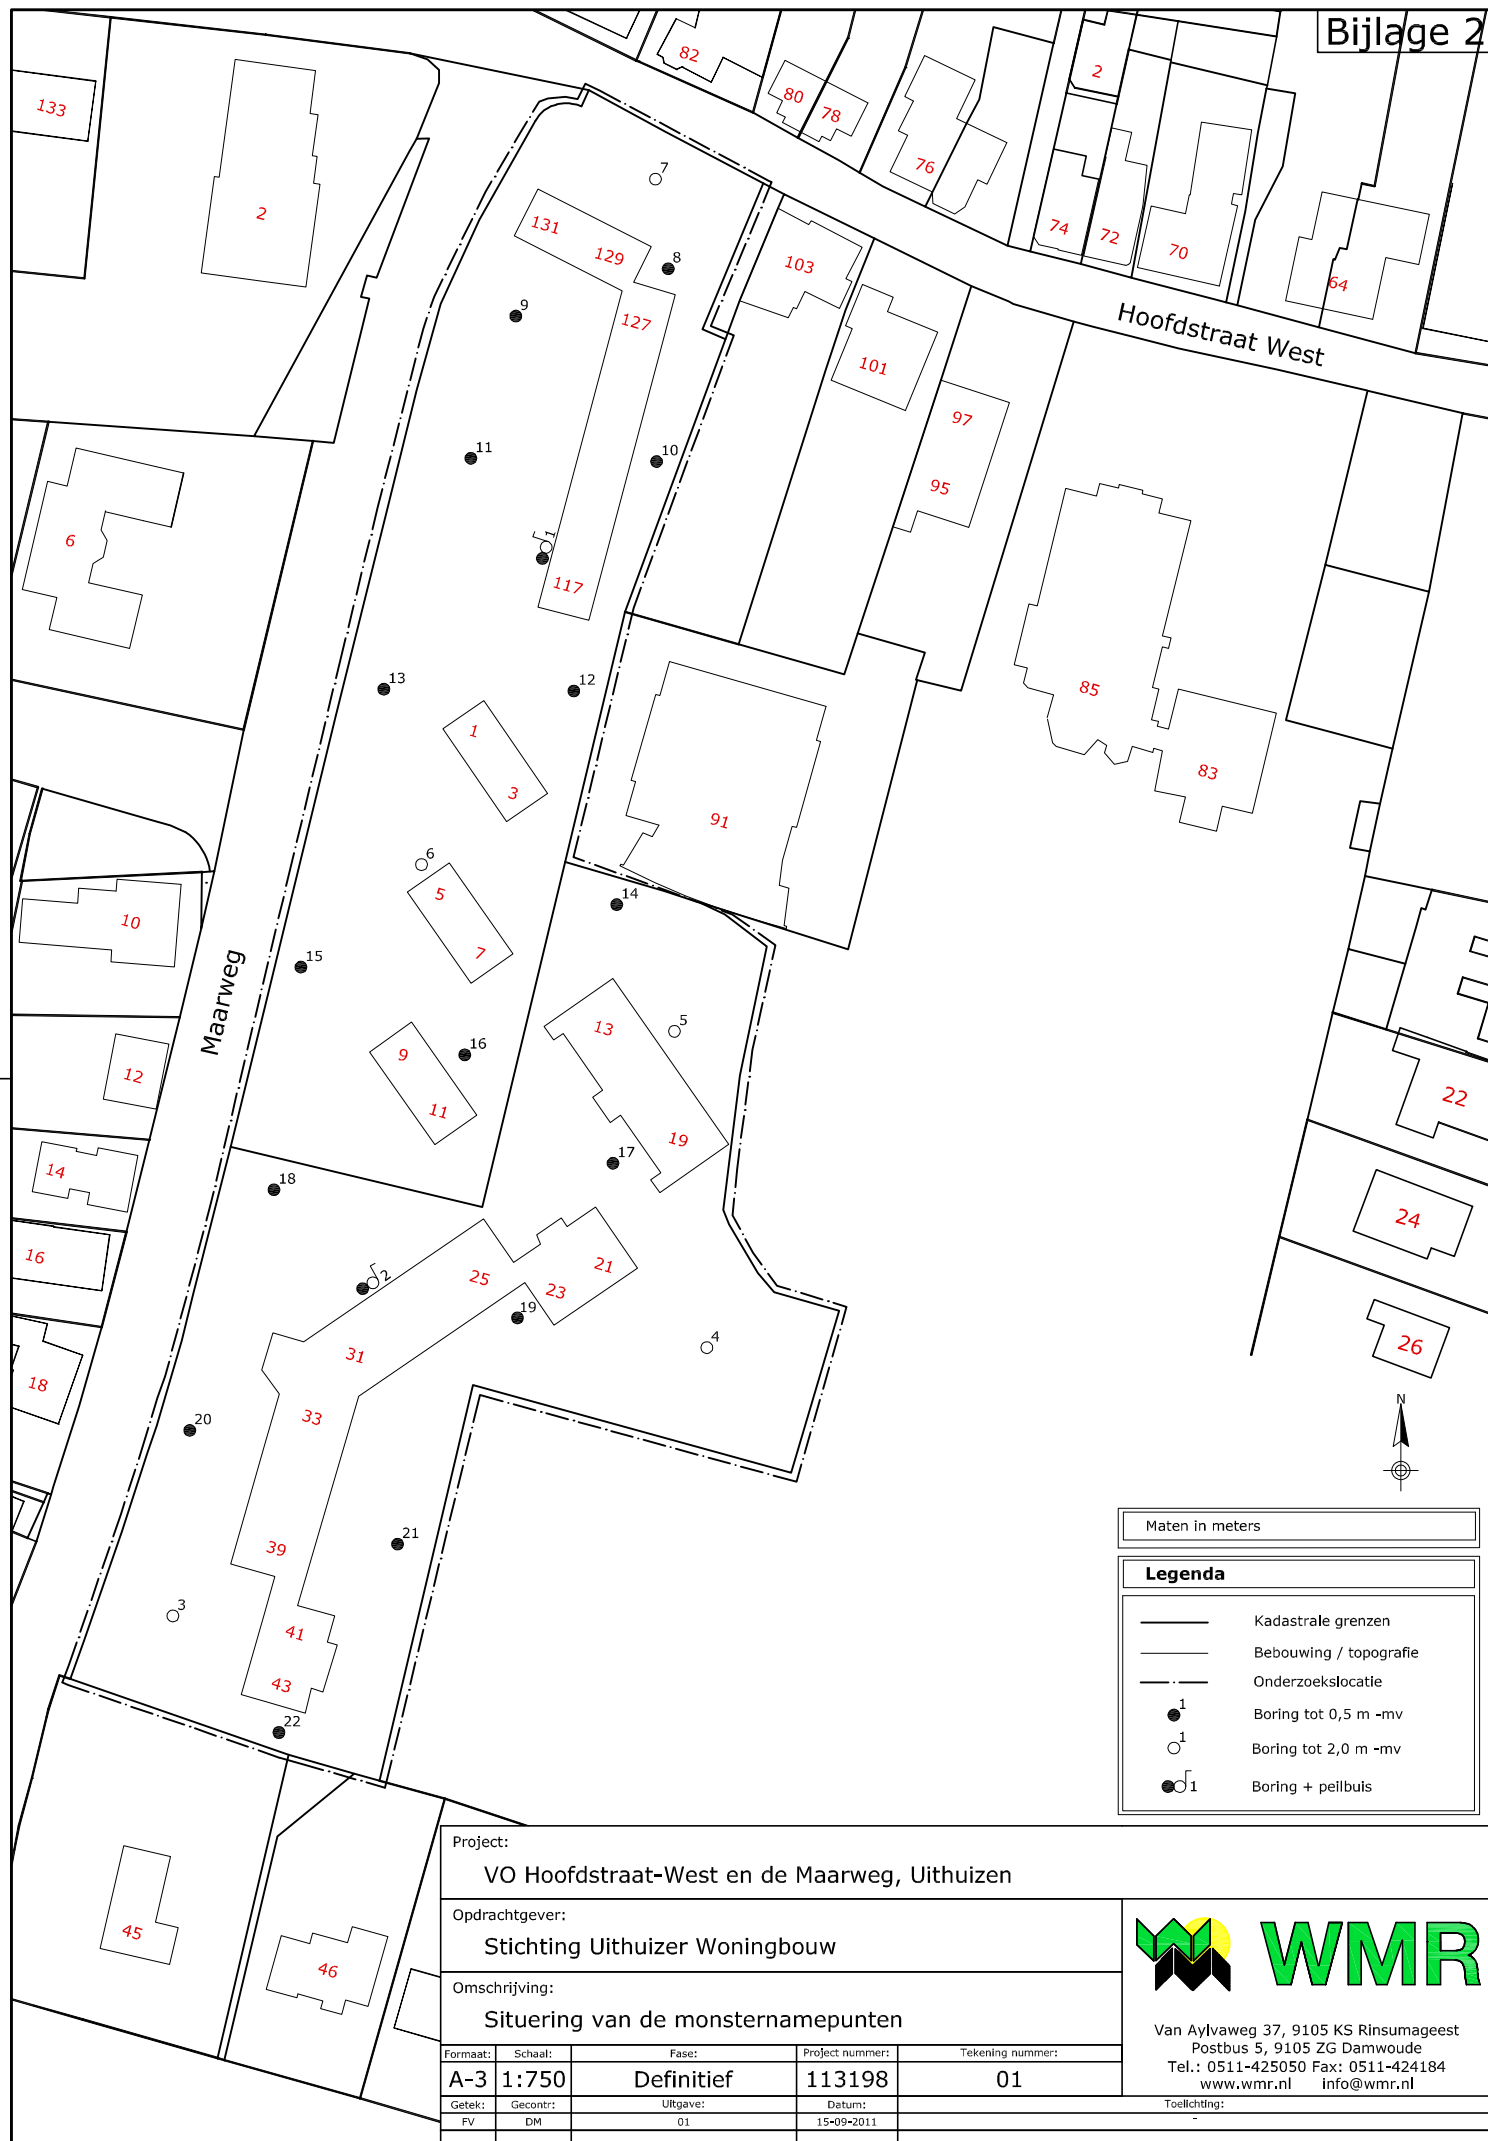 Bijlage 2
82
80
78
76
2
74
72
70
64
133
2
131
129
127
117
103
101
97
95
Hoofdstraat West
7
8
9
10
11
1
12
13
6
85
83
91
1
3
6
5
7
14
10
15
Maarweg
12
9
11
16
13
19
5
17
14
16
18
18
2
25
23
21
19
4
31
33
20
39
21
3
41
43
22
22
24
26
45
46
N
Maten in meters
Legenda
Kadastrale grenzen
Bebouwing / topografie
Onderzoekslocatie
1 Boring tot 0,5 m -mv
1 Boring tot 2,0 m -mv
1 Boring + peilbuis
Project:
VO Hoofdstraat-West en de Maarweg, Uithuizen
Opdrachtgever:
Stichting Uithuizer Woningbouw
Omschrijving:
Situering van de monsternamepunten
Formaat: Schaal: Fase: Project nummer: Tekening nummer:
A-3 1:750 Definitief 113198 01
Getek: Gecontr: Uitgave: Datum: Toelichting:
FV DM 01 15-09-2011 -
WMR
Van Aylvaweg 37, 9105 KS Rinsumageest
Postbus 5, 9105 ZG Damwoude
Tel.: 0511-425050 Fax: 0511-424184
www.wmr.nl info@wmr.nl